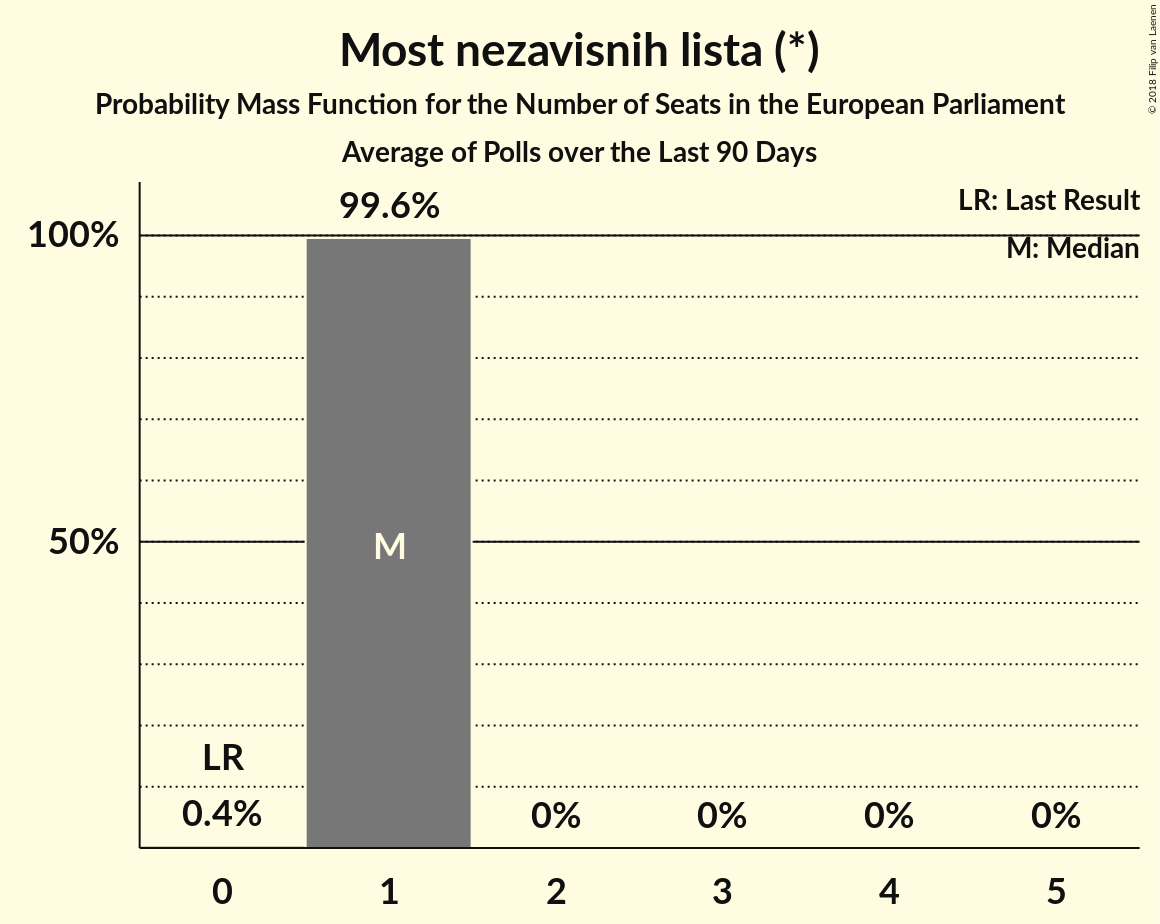 Most nezavisnih lista (*)
Probability Mass Function for the Number of Seats in the European Parliament
Average of Polls over the Last 90 Days
© 2018 Filip van Laenen
LR: Last Result
M: Median
99.6%
100%
50%
M
LR
0.4%
0%
0%
0%
0%
0
1
2
3
4
5